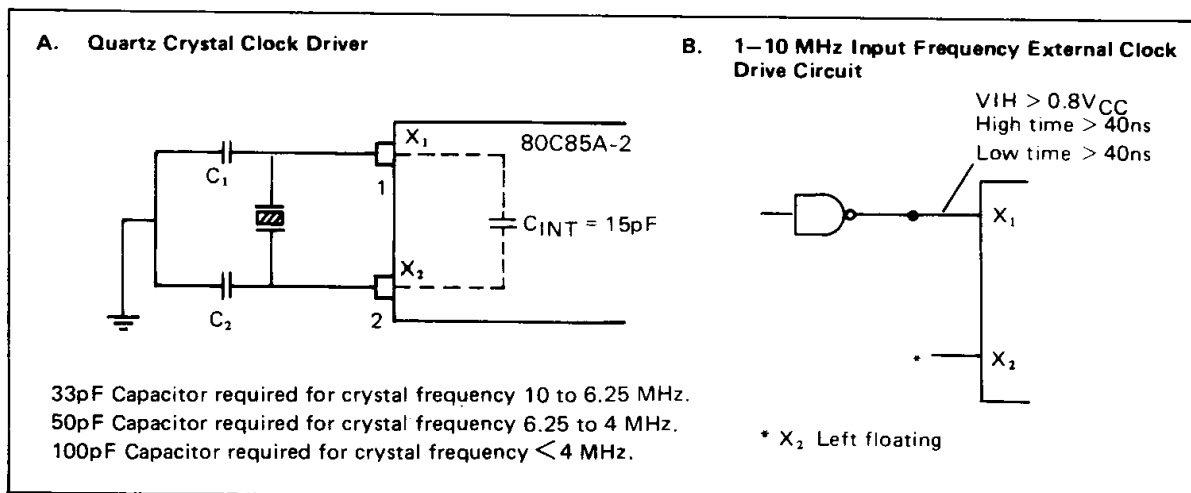 A. Quartz Crystal Clock Driver
X₁
80C85A-2
C₁
1
CINT = 15pF
X₂
C₂
2
33pF Capacitor required for crystal frequency 10 to 6.25 MHz.
50pF Capacitor required for crystal frequency 6.25 to 4 MHz.
100pF Capacitor required for crystal frequency <4 MHz.
B. 1–10 MHz Input Frequency External Clock
Drive Circuit
VIH > 0.8VCC
High time > 40ns
Low time > 40ns
X₁
*
X₂
* X₂ Left floating